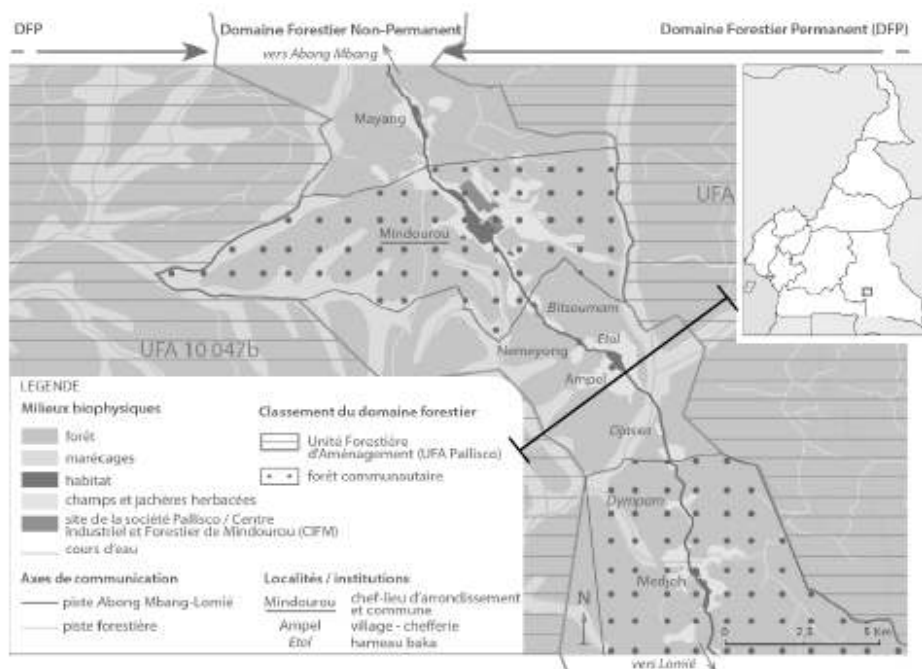 DFP
Domaine Forestier Non-Permanent
Domaine Forestier Permanent (DFP)
vers Abong Mbang
Mayang
UFA
Mindourou
Bitsoumam
Etol
UFA 10 047b
Nemeyong
Ampel
Djassa
Dympam
Medjoh
N
0
2,5
5 Km
vers Lomié
LEGENDE
Milieux biophysiques
forêt
marécages
habitat
champs et jachères herbacées
site de la société Pallisco / Centre
Industriel et Forestier de Mindourou (CIFM)
cours d'eau
Classement du domaine forestier
Unité Forestière
d'Aménagement (UFA Pallisco)
forêt communautaire
Axes de communication
piste Abong Mbang-Lomié
piste forestière
Localités / institutions
Mindourou chef-lieu d'arrondissement
et commune
Ampel village - chefferie
Etol hameau baka